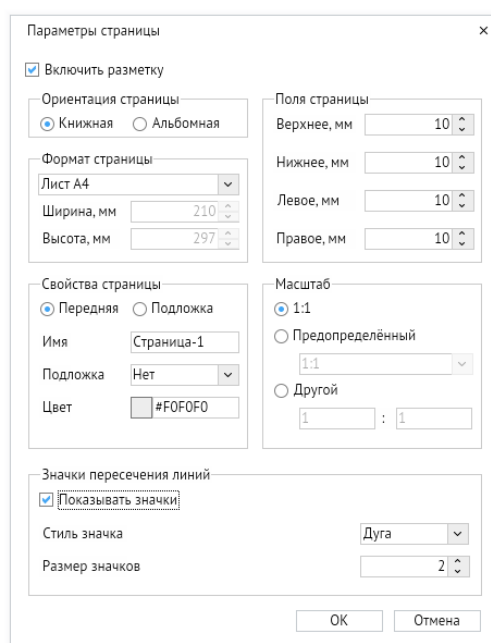 Параметры страницы
×
Включить разметку
Ориентация страницы
Книжная Альбомная
Формат страницы
Лист А4
Ширина, мм 210
Высота, мм 297
Поля страницы
Верхнее, мм 10
Нижнее, мм 10
Левое, мм 10
Правое, мм 10
Свойства страницы
Передняя Подложка
Имя Страница-1
Подложка Нет
Цвет #F0F0F0
Масштаб
1:1
Предопределённый
1:1
Другой
1 : 1
Значки пересечения линий
Показывать значки
Стиль значка Дуга
Размер значков 2
ОК Отмена